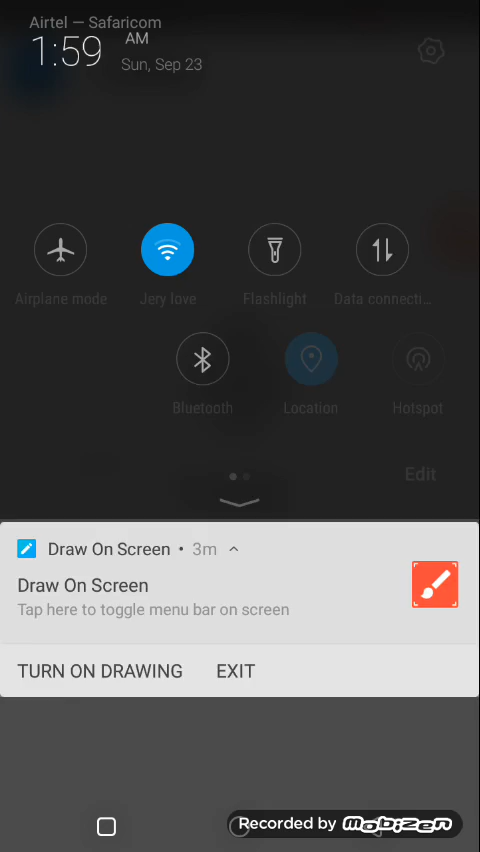 Airtel — Safaricom
1:59 AM
Sun, Sep 23
Airplane mode
Jery love
Flashlight
Data connecti...
Bluetooth
Location
Hotspot
Edit
Draw On Screen • 3m
Draw On Screen
Tap here to toggle menu bar on screen
TURN ON DRAWING EXIT
Recorded by mobizen